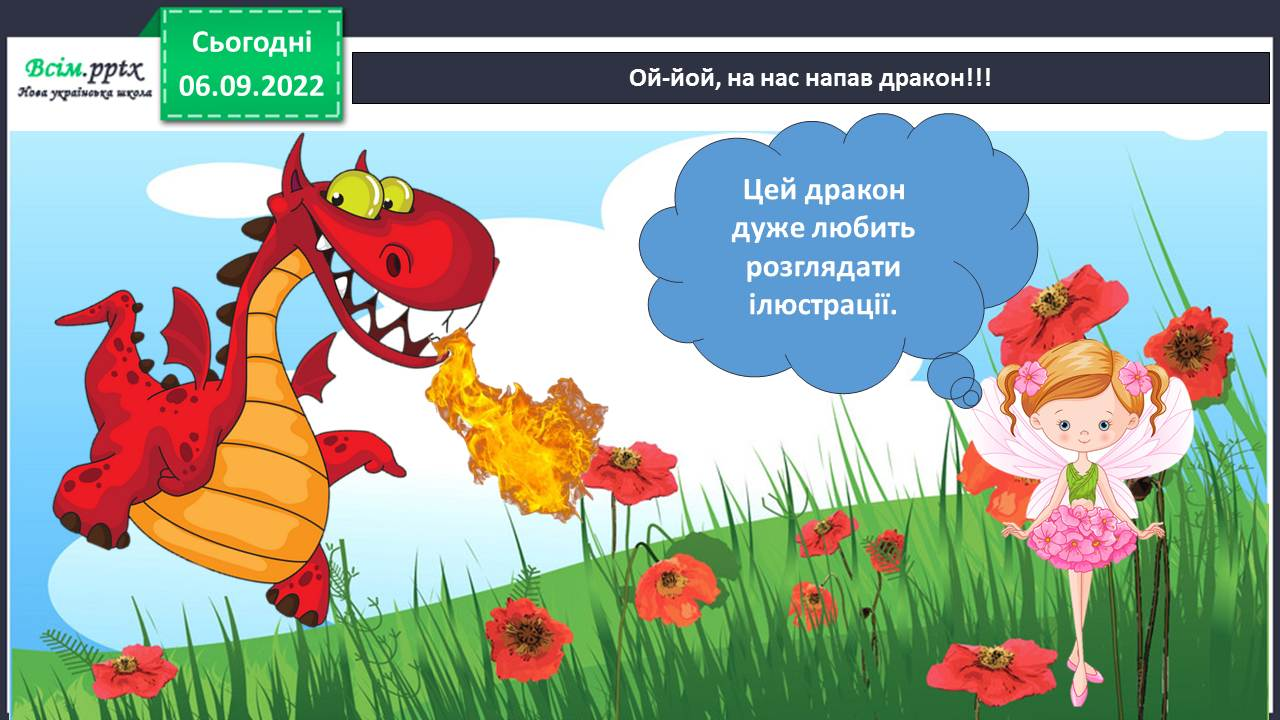 Всім.pptx
Нова українська школа
Сьогодні
06.09.2022
Ой-йой, на нас напав дракон!!!
Цей дракон
дуже любить
розглядати
ілюстрації.